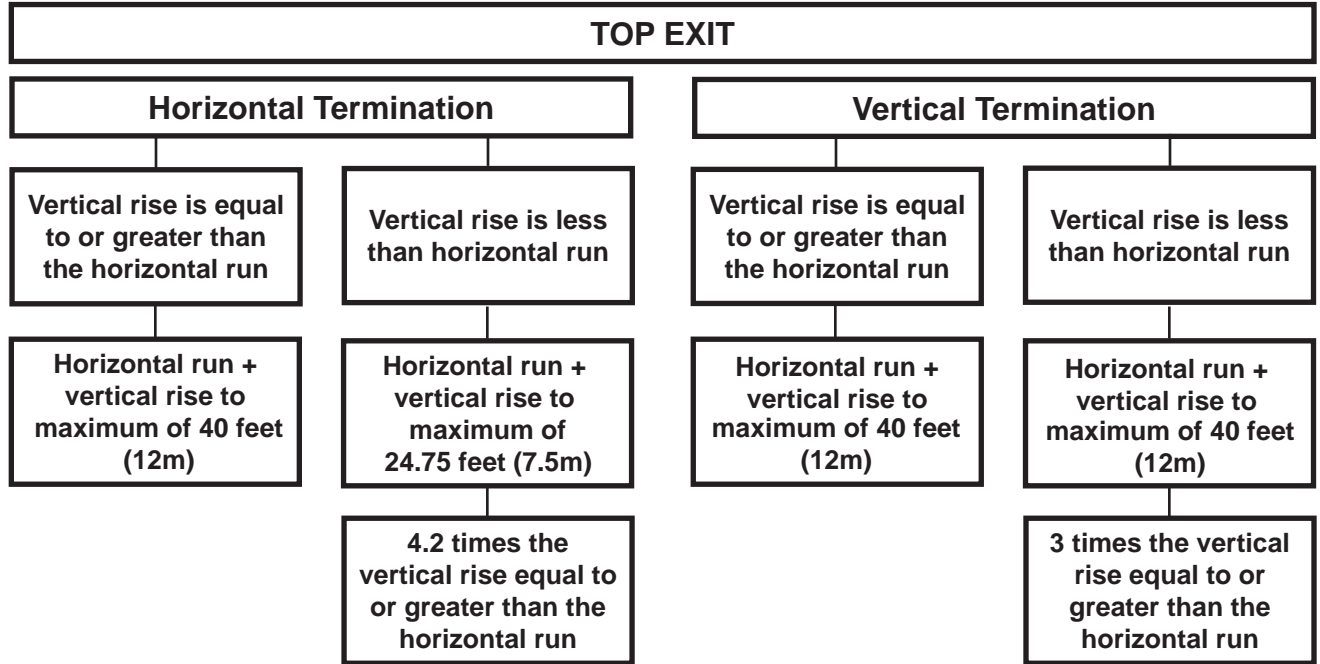 TOP EXIT
Horizontal Termination
Vertical rise is equal
to or greater than
the horizontal run
Horizontal run +
vertical rise to
maximum of 40 feet
(12m)
Vertical rise is less
than horizontal run
Horizontal run +
vertical rise to
maximum of
24.75 feet (7.5m)
4.2 times the
vertical rise equal to
or greater than the
horizontal run
Vertical Termination
Vertical rise is equal
to or greater than
the horizontal run
Horizontal run +
vertical rise to
maximum of 40 feet
(12m)
Vertical rise is less
than horizontal run
Horizontal run +
vertical rise to
maximum of 40 feet
(12m)
3 times the vertical
rise equal to or
greater than the
horizontal run